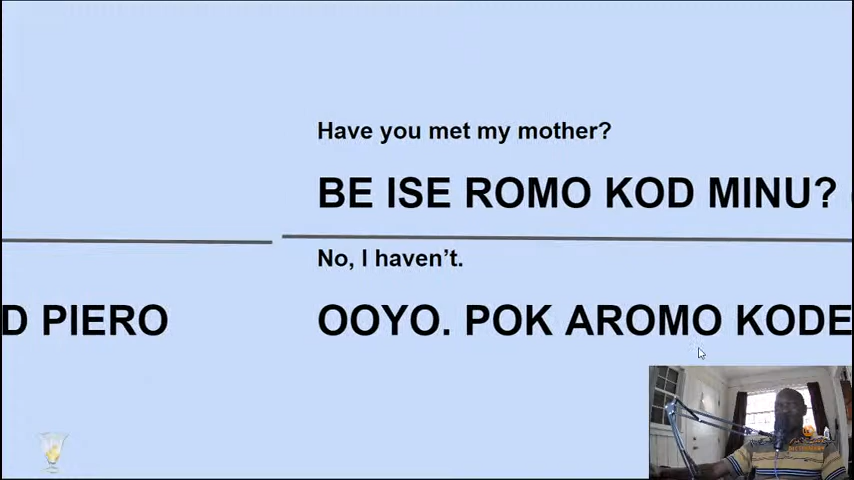 Have you met my mother?
BE ISE ROMO KOD MINU?
No, I haven't.
D PIERO
OOYO. POK AROMO KODE